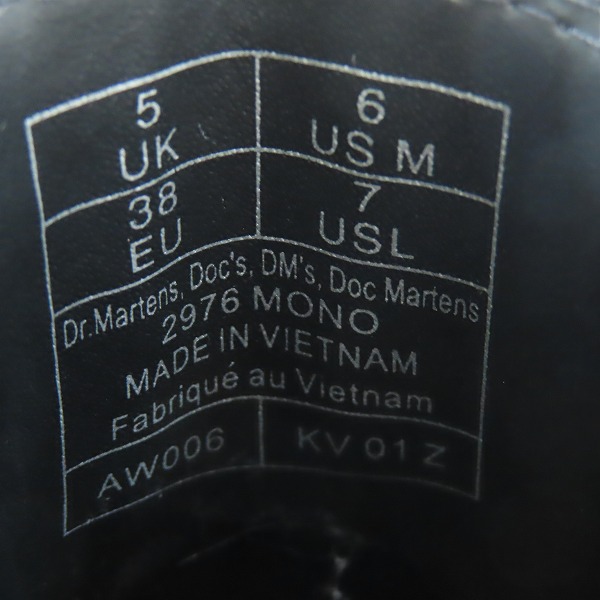 5
UK
6
US M
38
EU
7
USL
Dr.Martens, Doc's, DM's, Doc Martens
2976 MONO
MADE IN VIETNAM
Fabriqué au Vietnam
AW006
KV 01 Z